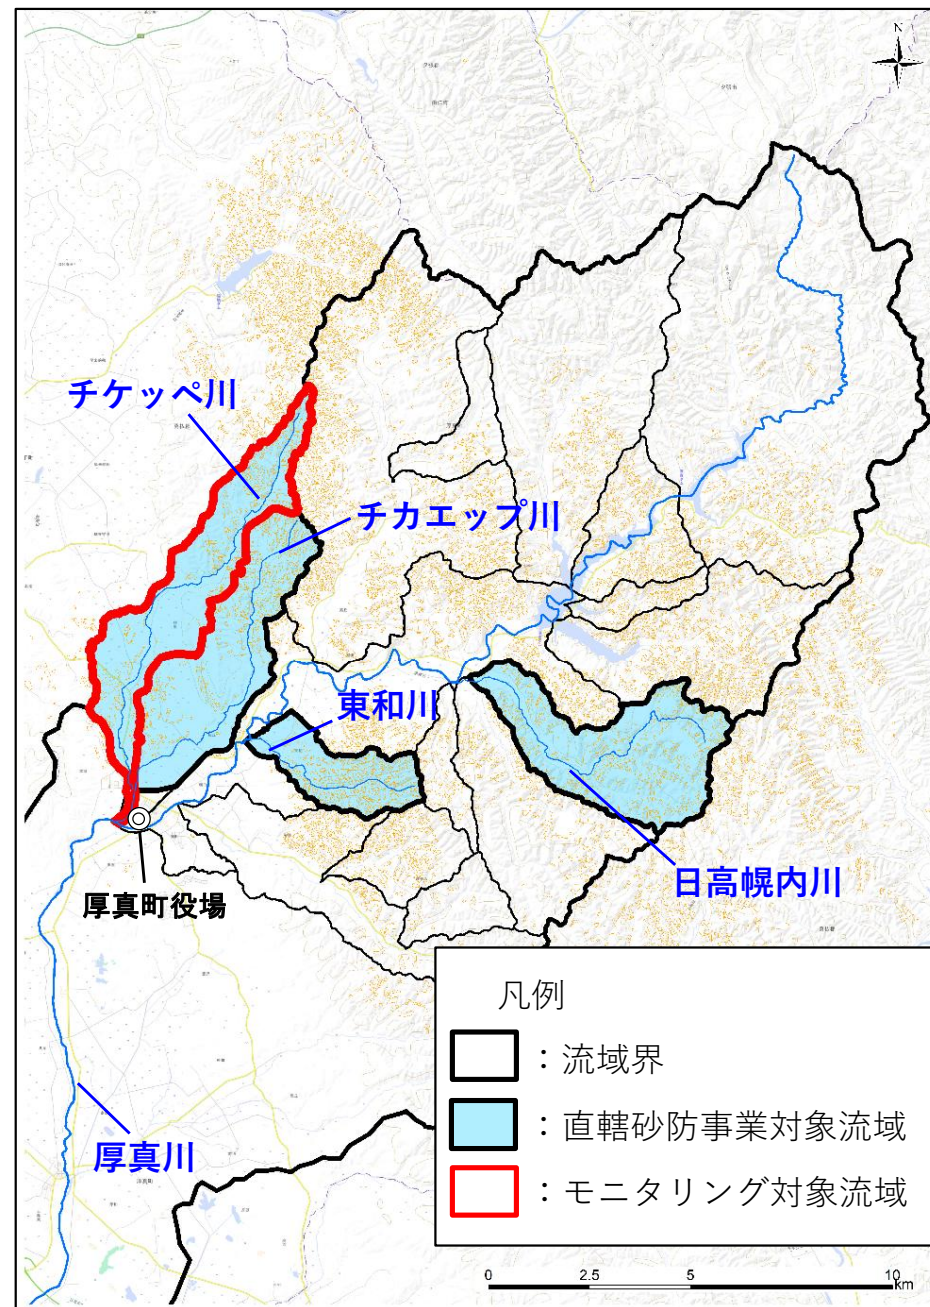 N
チケッペ川
チカエップ川
東和川
日高幌内川
厚真町役場
厚真川
凡例
：流域界
：直轄砂防事業対象流域
：モニタリング対象流域
0 2.5 5 10
km